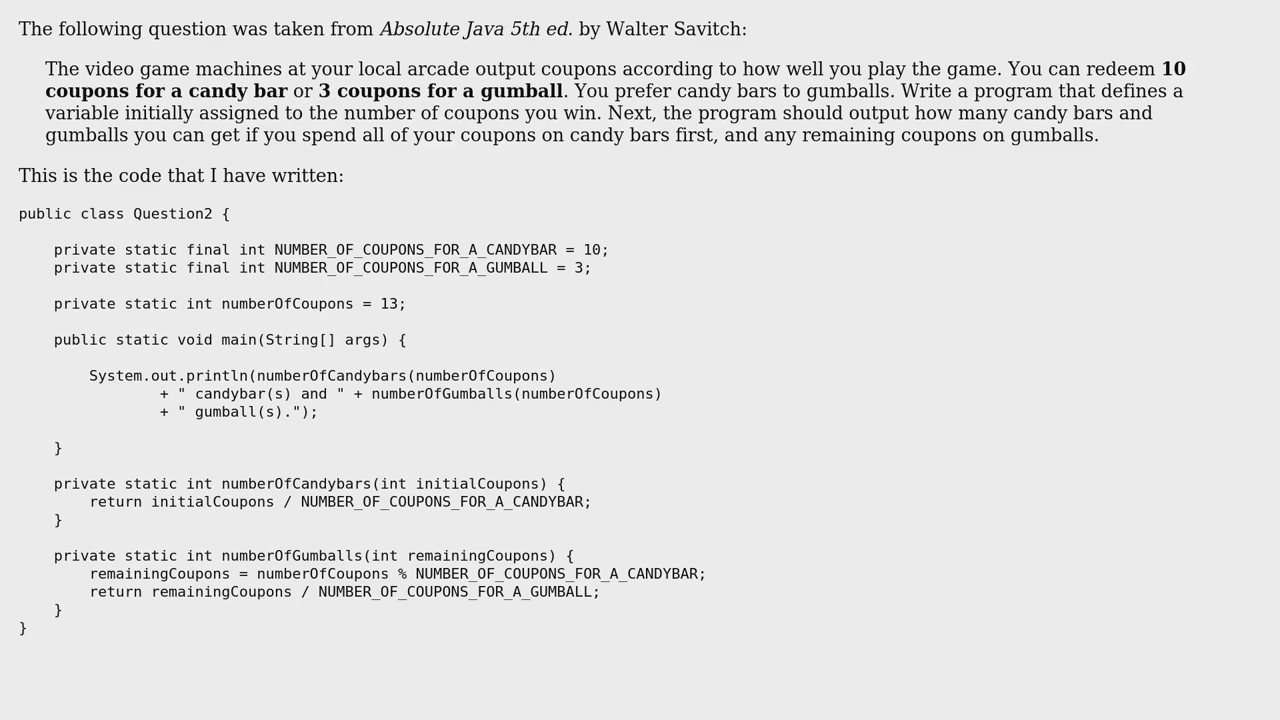 The following question was taken from Absolute Java 5th ed. by Walter Savitch:
The video game machines at your local arcade output coupons according to how well you play the game. You can redeem 10
coupons for a candy bar or 3 coupons for a gumball. You prefer candy bars to gumballs. Write a program that defines a
variable initially assigned to the number of coupons you win. Next, the program should output how many candy bars and
gumballs you can get if you spend all of your coupons on candy bars first, and any remaining coupons on gumballs.
This is the code that I have written:
public class Question2 {
    private static final int NUMBER_OF_COUPONS_FOR_A_CANDYBAR = 10;
    private static final int NUMBER_OF_COUPONS_FOR_A_GUMBALL = 3;
    private static int numberOfCoupons = 13;
    public static void main(String[] args) {
        System.out.println(numberOfCandybars(numberOfCoupons)
                + " candybar(s) and " + numberOfGumballs(numberOfCoupons)
                + " gumball(s).");
    }
    private static int numberOfCandybars(int initialCoupons) {
        return initialCoupons / NUMBER_OF_COUPONS_FOR_A_CANDYBAR;
    }
    private static int numberOfGumballs(int remainingCoupons) {
        remainingCoupons = numberOfCoupons % NUMBER_OF_COUPONS_FOR_A_CANDYBAR;
        return remainingCoupons / NUMBER_OF_COUPONS_FOR_A_GUMBALL;
    }
}